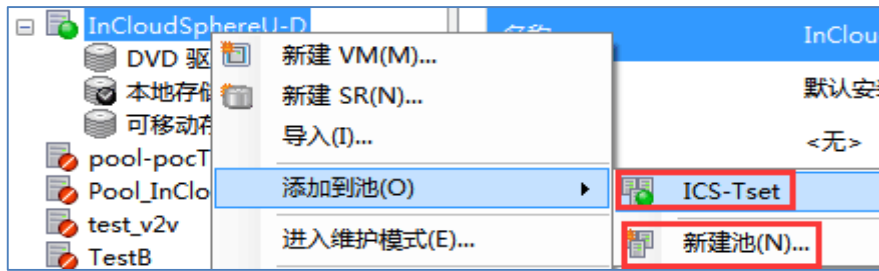 InCloudSphereU-D
DVD 驱
本地存储
可移动存
pool-pocT
Pool_InClo
test_v2v
TestB
新建 VM(M)...
新建 SR(N)...
导入(I)...
添加到池(O)
进入维护模式(E)...
名称
InClou
默认安装
<无>
ICS-Tset
新建池(N)...